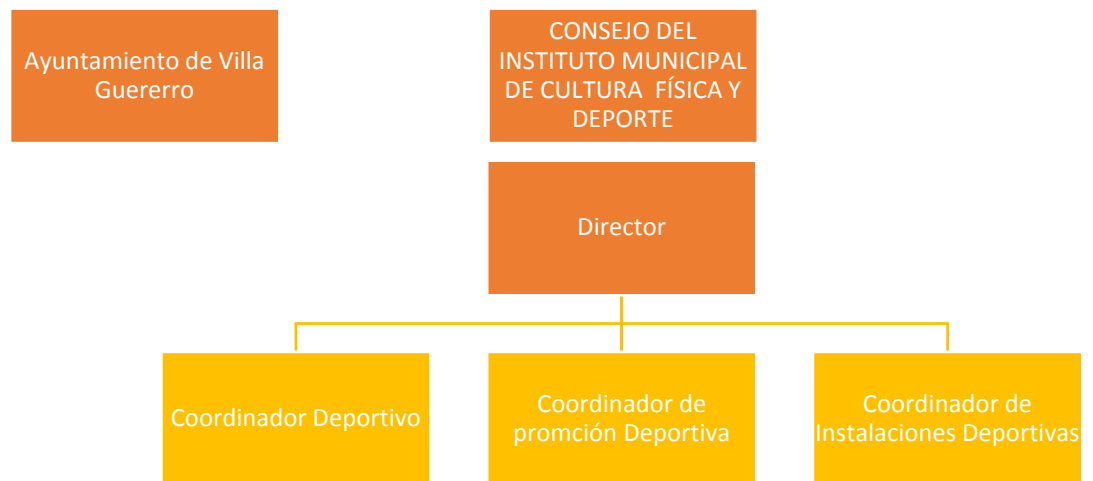 Ayuntamiento de Villa
Guererro
CONSEJO DEL
INSTITUTO MUNICIPAL
DE CULTURA FÍSICA Y
DEPORTE
Director
Coordinador Deportivo
Coordinador de
promción Deportiva
Coordinador de
Instalaciones Deportivas